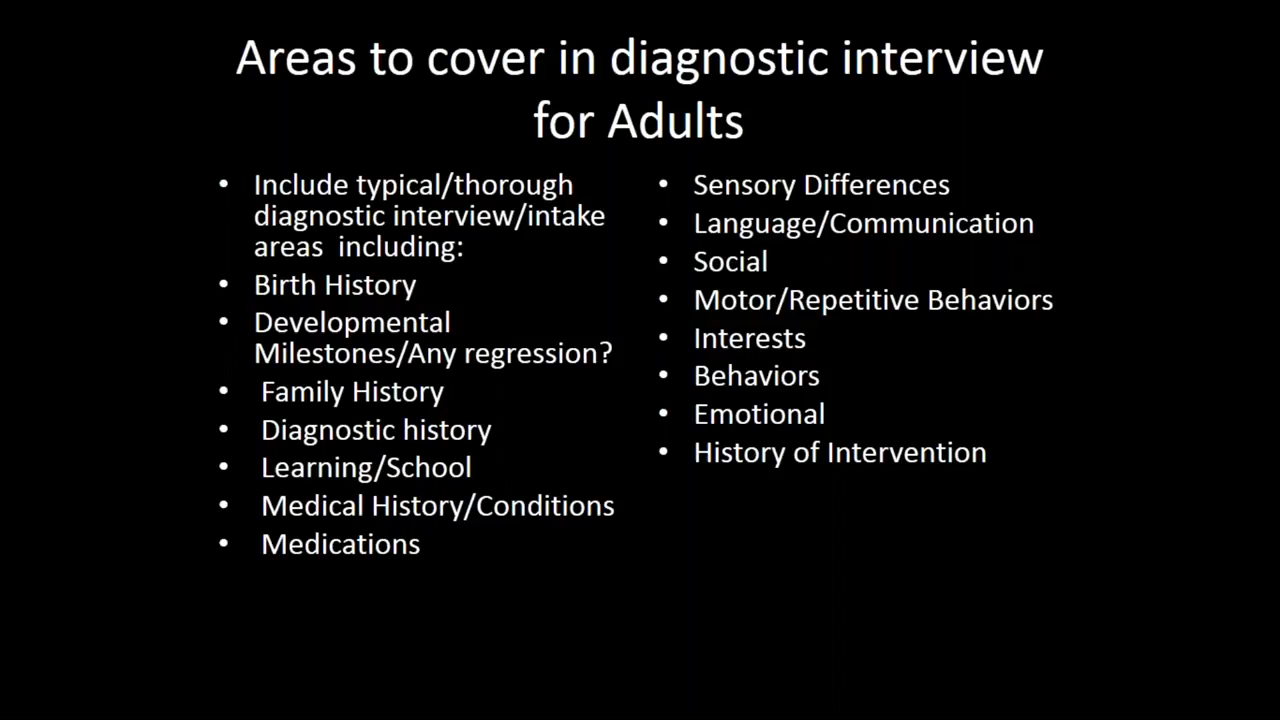 Areas to cover in diagnostic interview
for Adults
• Include typical/thorough
diagnostic interview/intake
areas  including:
• Birth History
• Developmental
Milestones/Any regression?
• Family History
• Diagnostic history
• Learning/School
• Medical History/Conditions
• Medications
• Sensory Differences
• Language/Communication
• Social
• Motor/Repetitive Behaviors
• Interests
• Behaviors
• Emotional
• History of Intervention